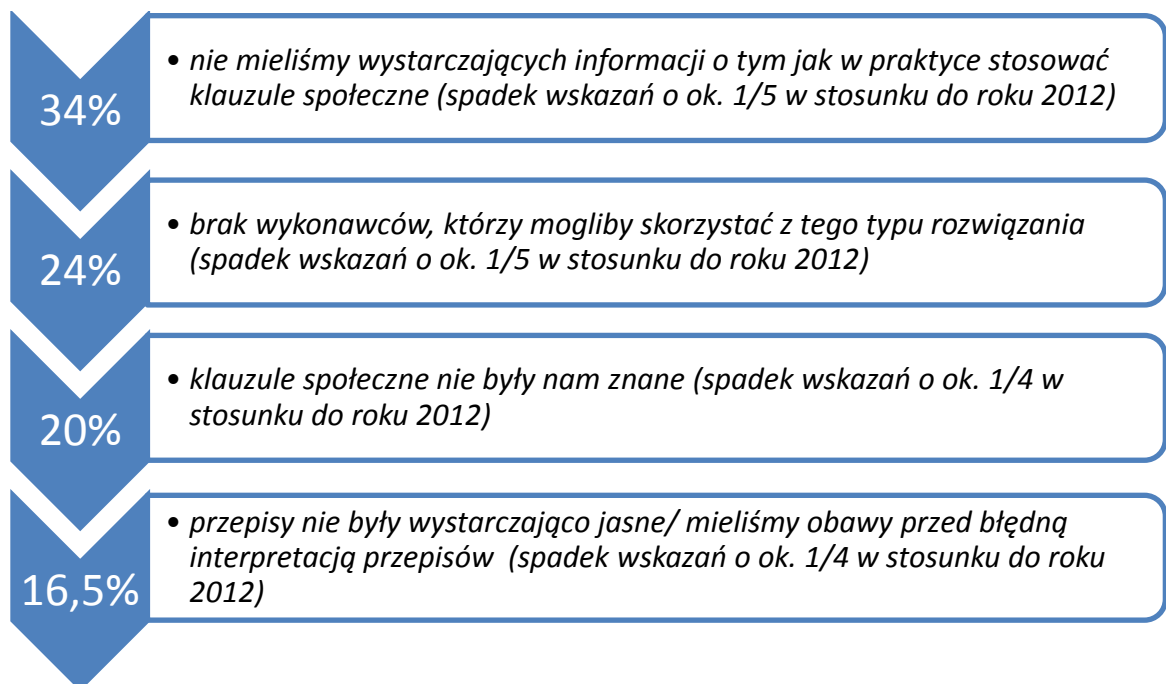 34%
• nie mieliśmy wystarczających informacji o tym jak w praktyce stosować
klauzule społeczne (spadek wskazań o ok. 1/5 w stosunku do roku 2012)
24%
• brak wykonawców, którzy mogliby skorzystać z tego typu rozwiązania
(spadek wskazań o ok. 1/5 w stosunku do roku 2012)
20%
• klauzule społeczne nie były nam znane (spadek wskazań o ok. 1/4 w
stosunku do roku 2012)
16,5%
• przepisy nie były wystarczająco jasne/ mieliśmy obawy przed błędną
interpretacją przepisów (spadek wskazań o ok. 1/4 w stosunku do roku
2012)